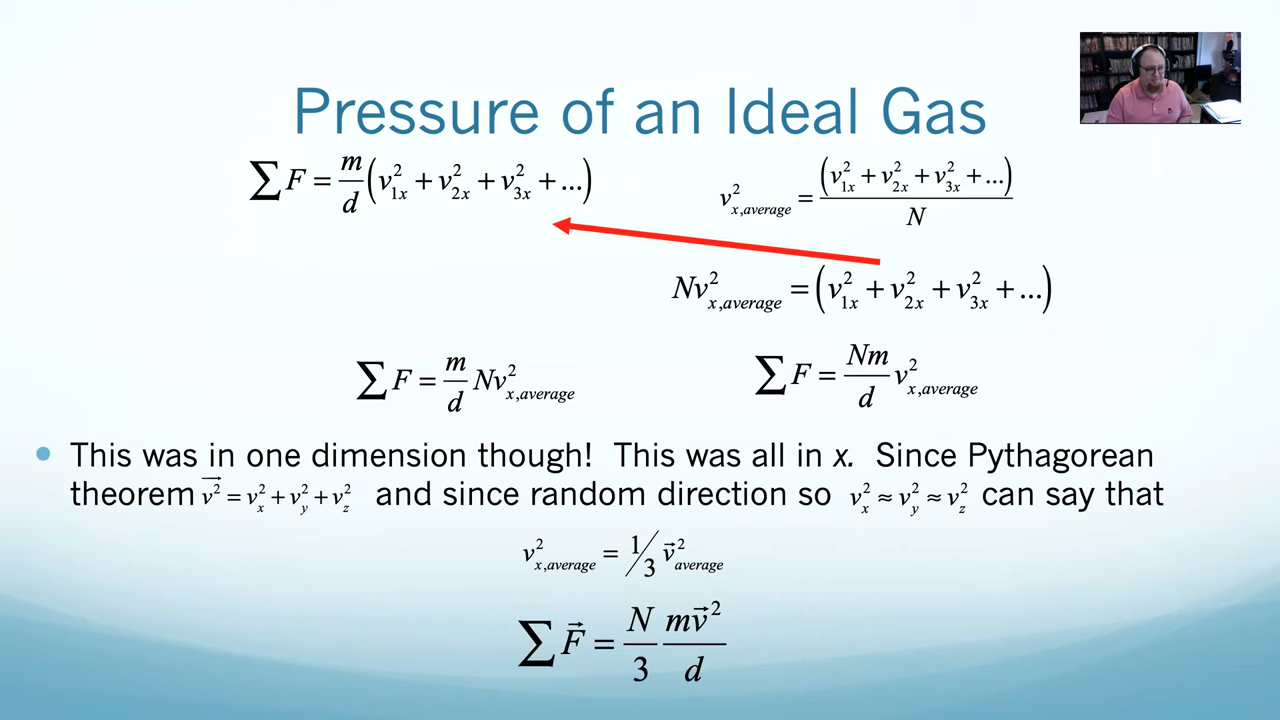 Pressure of an Ideal Gas
∑F = m/d (v²₁ₓ + v²₂ₓ + v²₃ₓ + ...)
v²ₓ,average = (v²₁ₓ + v²₂ₓ + v²₃ₓ + ...) / N
Nv²ₓ,average = (v²₁ₓ + v²₂ₓ + v²₃ₓ + ...)
∑F = m/d Nv²ₓ,average
∑F = Nm/d v²ₓ,average
• This was in one dimension though! This was all in x. Since Pythagorean
theorem v⃗² = v²ₓ + v²_y + v²_z and since random direction so v²ₓ ≈ v²_y ≈ v²_z can say that
v²ₓ,average = 1/3 v⃗²average
∑F⃗ = N/3 mv⃗²/d